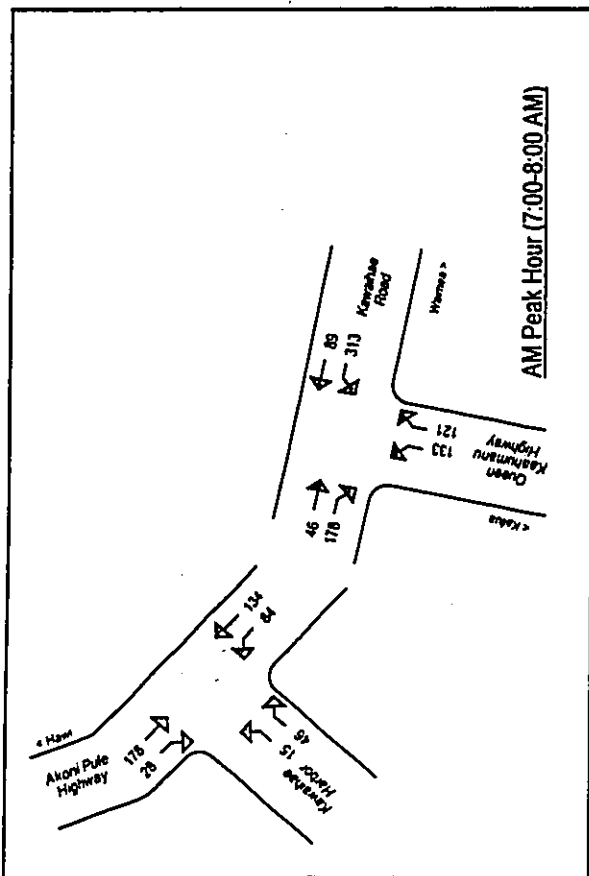 < Hawi
Akoni Pule
Highway
178
28
134
84
15
46
Kawaihae
Harbor
46
178
89
313
Kawaihae
Road
Waimea >
133
121
Queen
Kaahumanu
Highway
< Kailua
AM Peak Hour (7:00-8:00 AM)